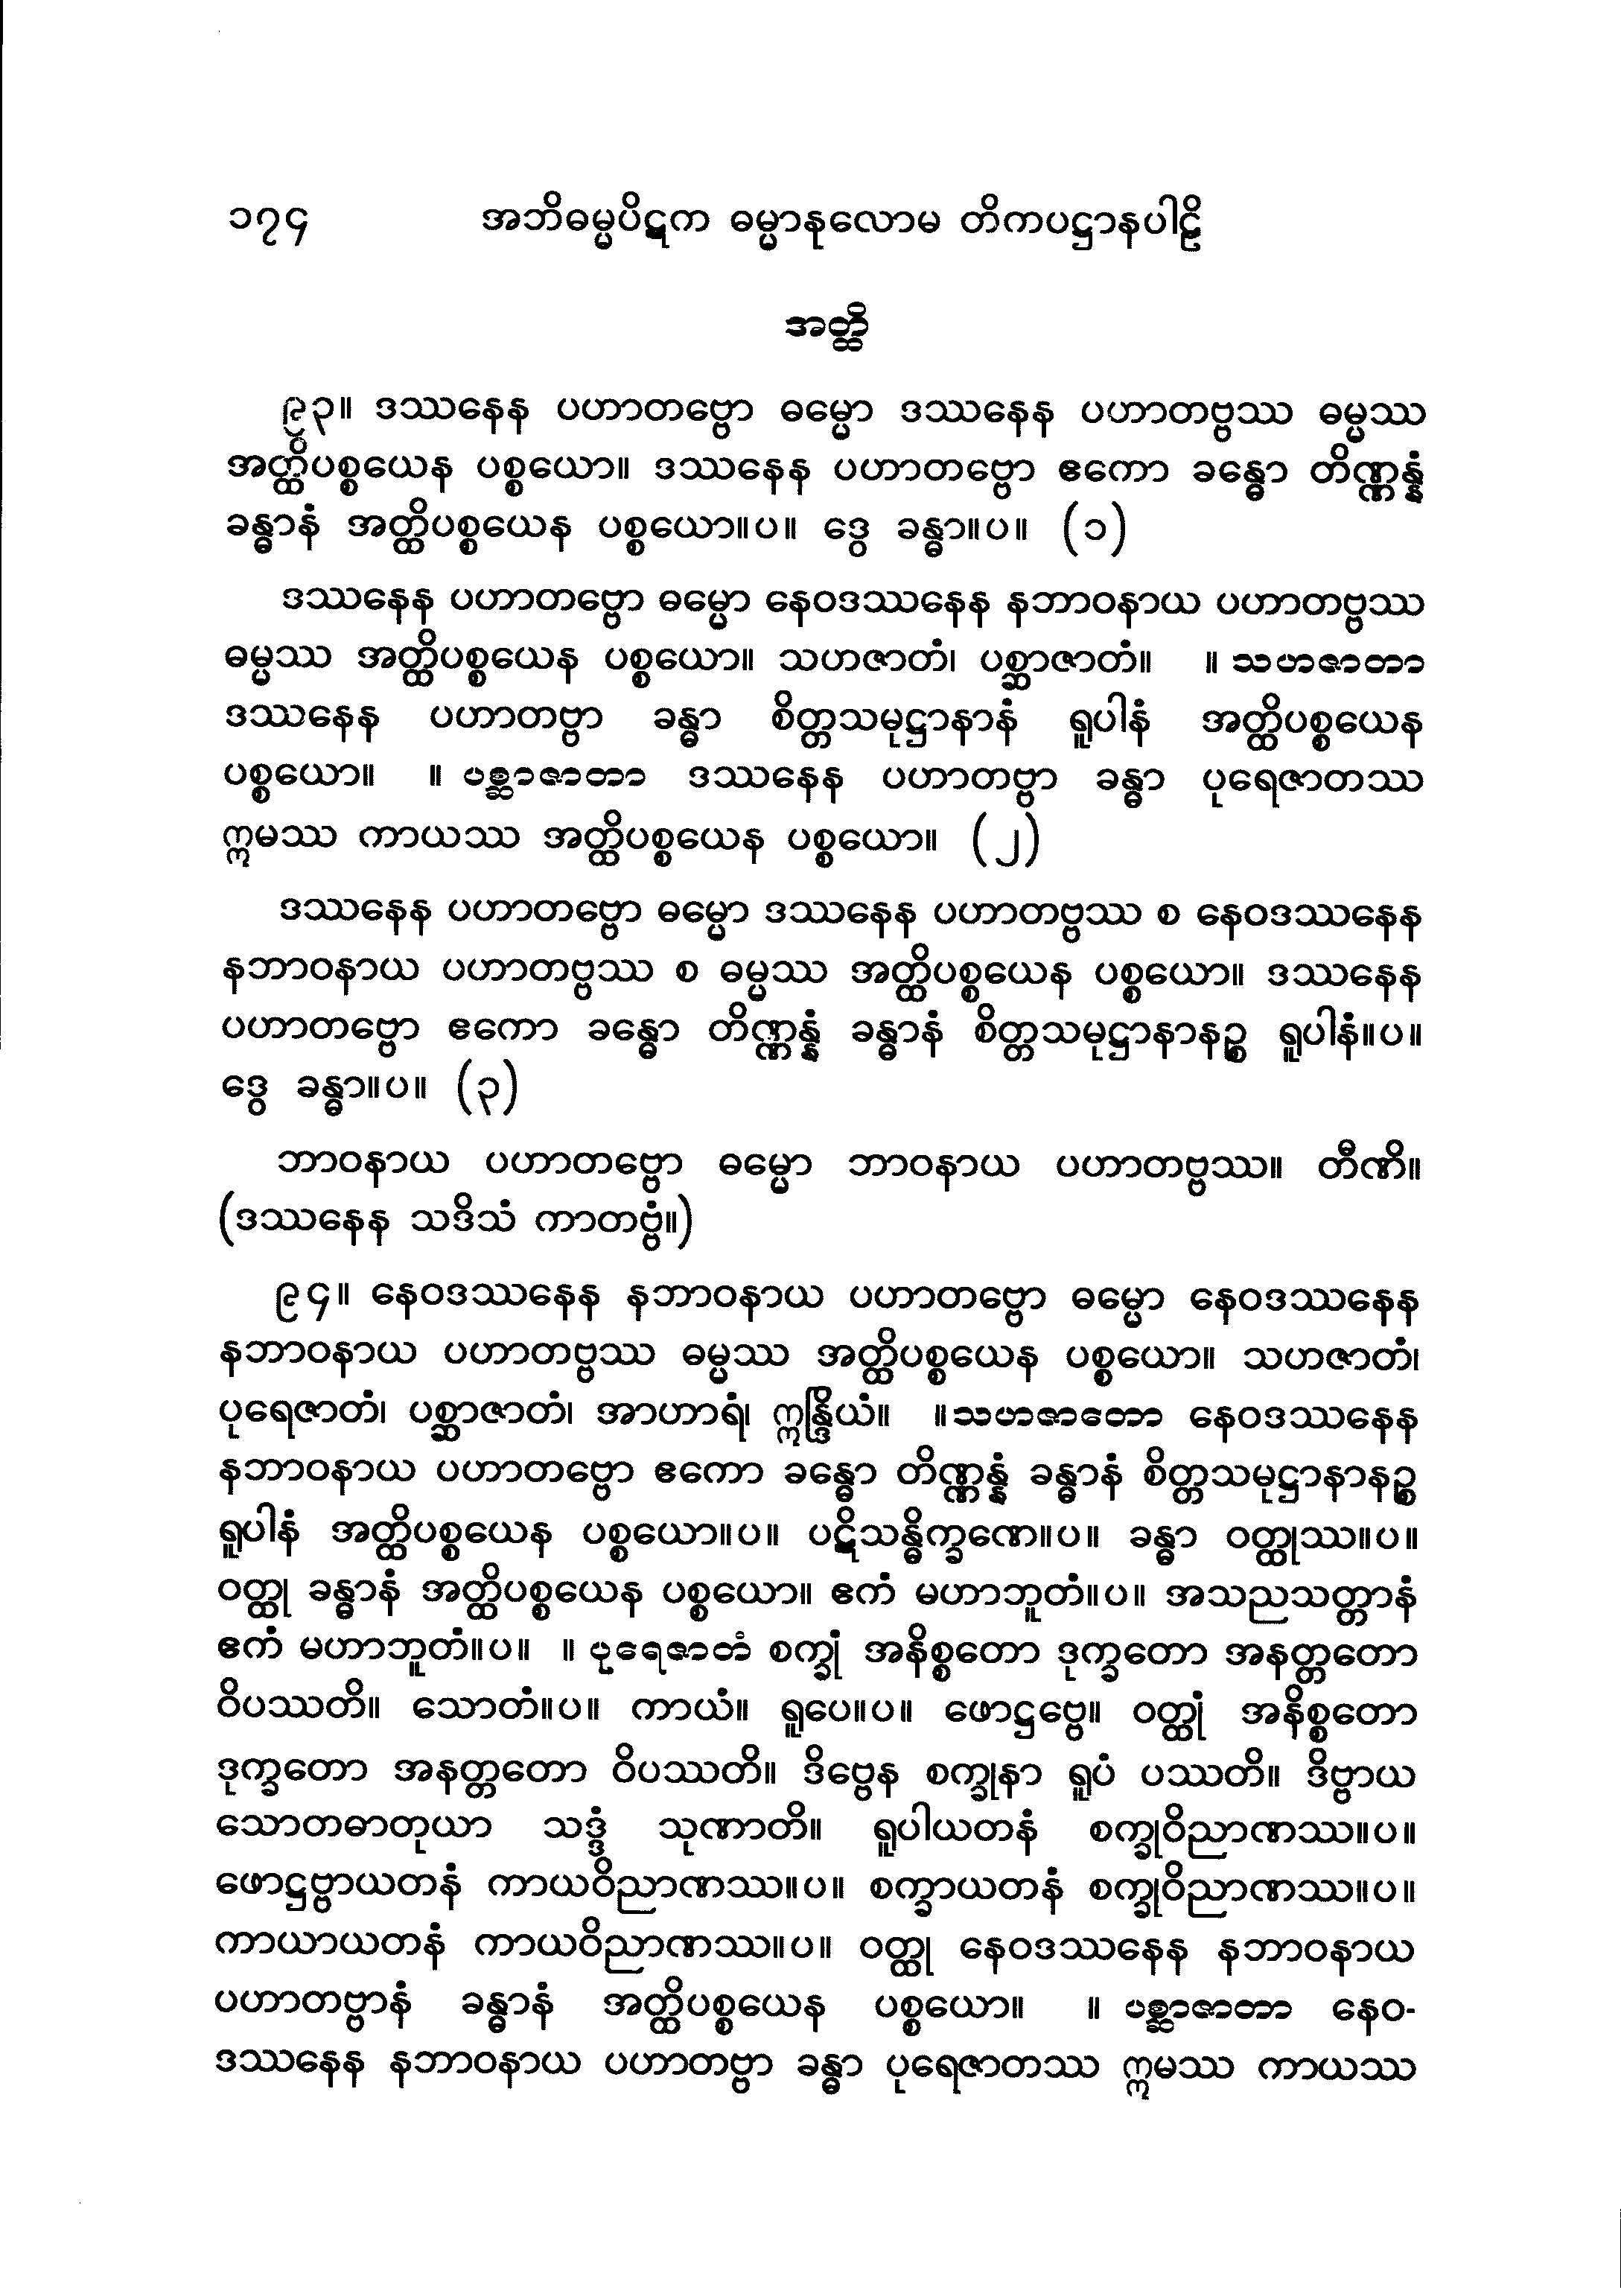 ၁၇၄ အဘိဓမ္မပိဋက ဓမ္မာနုလောမ တိကပဋ္ဌာနပါဠိ
အတ္ထိ
၉၃။ ဒဿနေန ပဟာတဗ္ဗော ဓမ္မော ဒဿနေန ပဟာတဗ္ဗဿ ဓမ္မဿ
အတ္ထိပစ္စယေန ပစ္စယော။ ဒဿနေန ပဟာတဗ္ဗော ဧကော ခန္ဓော တိဏ္ဏန္နံ
ခန္ဓာနံ အတ္ထိပစ္စယေန ပစ္စယော။ပ။ ဒွေ ခန္ဓာ။ပ။ (၁)
ဒဿနေန ပဟာတဗ္ဗော ဓမ္မော နေဝဒဿနေန နဘာဝနာယ ပဟာတဗ္ဗဿ
ဓမ္မဿ အတ္ထိပစ္စယေန ပစ္စယော။ သဟဇာတံ၊ ပစ္ဆာဇာတံ။ ။ သဟဇာတာ
ဒဿနေန ပဟာတဗ္ဗာ ခန္ဓာ စိတ္တသမုဋ္ဌာနာနံ ရူပါနံ အတ္ထိပစ္စယေန
ပစ္စယော။ ။ ပစ္ဆာဇာတာ ဒဿနေန ပဟာတဗ္ဗာ ခန္ဓာ ပုရေဇာတဿ
ဣမဿ ကာယဿ အတ္ထိပစ္စယေန ပစ္စယော။ (၂)
ဒဿနေန ပဟာတဗ္ဗော ဓမ္မော ဒဿနေန ပဟာတဗ္ဗဿ စ နေဝဒဿနေန
နဘာဝနာယ ပဟာတဗ္ဗဿ စ ဓမ္မဿ အတ္ထိပစ္စယေန ပစ္စယော။ ဒဿနေန
ပဟာတဗ္ဗော ဧကော ခန္ဓော တိဏ္ဏန္နံ ခန္ဓာနံ စိတ္တသမုဋ္ဌာနာနဉ္စ ရူပါနံ။ပ။
ဒွေ ခန္ဓာ။ပ။ (၃)
ဘာဝနာယ ပဟာတဗ္ဗော ဓမ္မော ဘာဝနာယ ပဟာတဗ္ဗဿ။ တီဏိ။
(ဒဿနေန သဒိသံ ကာတဗ္ဗံ။)
၉၄။ နေဝဒဿနေန နဘာဝနာယ ပဟာတဗ္ဗော ဓမ္မော နေဝဒဿနေန
နဘာဝနာယ ပဟာတဗ္ဗဿ ဓမ္မဿ အတ္ထိပစ္စယေန ပစ္စယော။ သဟဇာတံ၊
ပုရေဇာတံ၊ ပစ္ဆာဇာတံ၊ အာဟာရံ၊ ဣန္ဒြိယံ။ ။သဟဇာတော နေဝဒဿနေန
နဘာဝနာယ ပဟာတဗ္ဗော ဧကော ခန္ဓော တိဏ္ဏန္နံ ခန္ဓာနံ စိတ္တသမုဋ္ဌာနာနဉ္စ
ရူပါနံ အတ္ထိပစ္စယေန ပစ္စယော။ပ။ ပဋိသန္ဓိက္ခဏေ။ပ။ ခန္ဓာ ဝတ္ထုဿ။ပ။
ဝတ္ထု ခန္ဓာနံ အတ္ထိပစ္စယေန ပစ္စယော။ ဧကံ မဟာဘူတံ။ပ။ အသညသတ္တာနံ
ဧကံ မဟာဘူတံ။ပ။ ။ ပုရေဇာတံ စက္ခုံ အနိစ္စတော ဒုက္ခတော အနတ္တတော
ဝိပဿတိ။ သောတံ။ပ။ ကာယံ။ ရူပေ။ပ။ ဖောဋ္ဌဗ္ဗေ။ ဝတ္ထုံ အနိစ္စတော
ဒုက္ခတော အနတ္တတော ဝိပဿတိ။ ဒိဗ္ဗေန စက္ခုနာ ရူပံ ပဿတိ။ ဒိဗ္ဗာယ
သောတဓာတုယာ သဒ္ဒံ သုဏာတိ။ ရူပါယတနံ စက္ခုဝိညာဏဿ။ပ။
ဖောဋ္ဌဗ္ဗာယတနံ ကာယဝိညာဏဿ။ပ။ စက္ခာယတနံ စက္ခုဝိညာဏဿ။ပ။
ကာယာယတနံ ကာယဝိညာဏဿ။ပ။ ဝတ္ထု နေဝဒဿနေန နဘာဝနာယ
ပဟာတဗ္ဗာနံ ခန္ဓာနံ အတ္ထိပစ္စယေန ပစ္စယော။ ။ ပစ္ဆာဇာတာ နေဝ-
ဒဿနေန နဘာဝနာယ ပဟာတဗ္ဗာ ခန္ဓာ ပုရေဇာတဿ ဣမဿ ကာယဿ